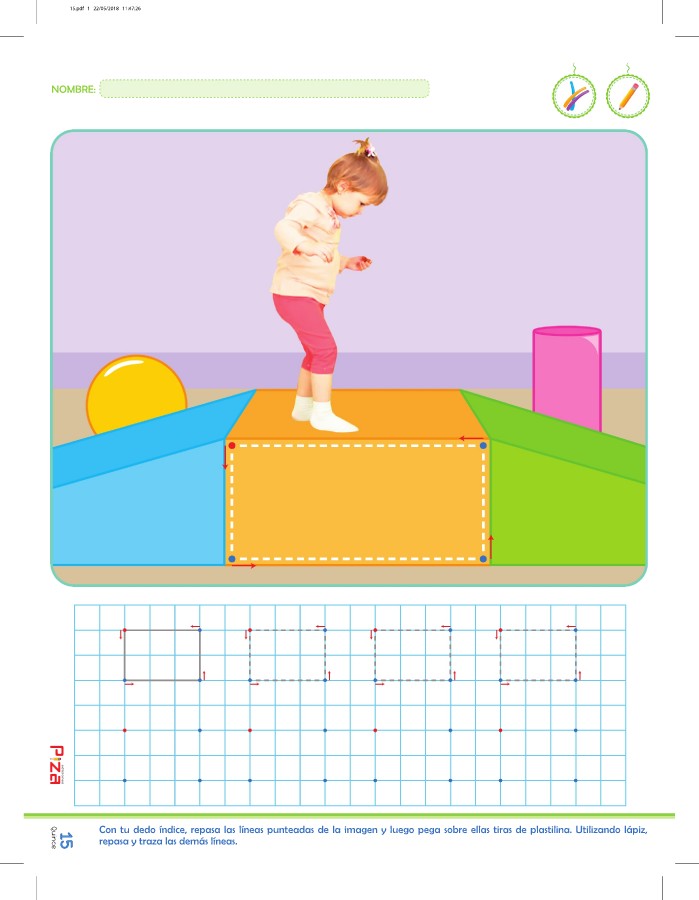 15.pdf 1 22/05/2018 11:47:26
NOMBRE:
Piza
15
Quince
Con tu dedo índice, repasa las líneas punteadas de la imagen y luego pega sobre ellas tiras de plastilina. Utilizando lápiz,
repasa y traza las demás líneas.